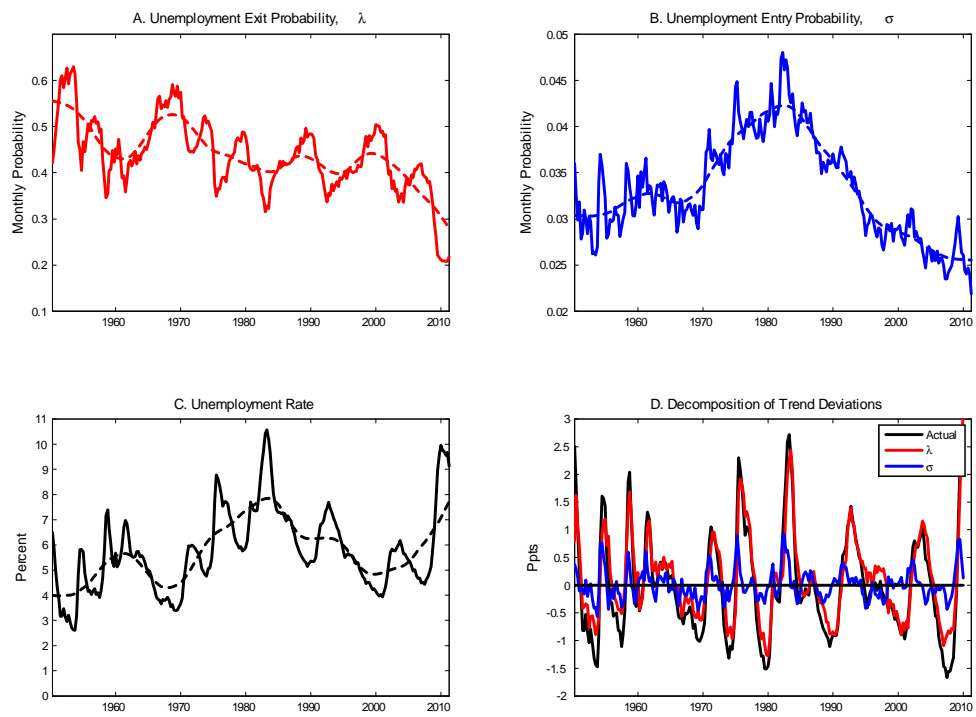 A. Unemployment Exit Probability, λ
Monthly Probability
0.6
0.5
0.4
0.3
0.2
0.1
1960 1970 1980 1990 2000 2010
B. Unemployment Entry Probability, σ
Monthly Probability
0.05
0.045
0.04
0.035
0.03
0.025
0.02
1960 1970 1980 1990 2000 2010
C. Unemployment Rate
Percent
11
10
9
8
7
6
5
4
3
2
1
0
1960 1970 1980 1990 2000 2010
D. Decomposition of Trend Deviations
Ppts
3
2.5
2
1.5
1
0.5
0
-0.5
-1
-1.5
-2
1960 1970 1980 1990 2000 2010
Actual
λ
σ